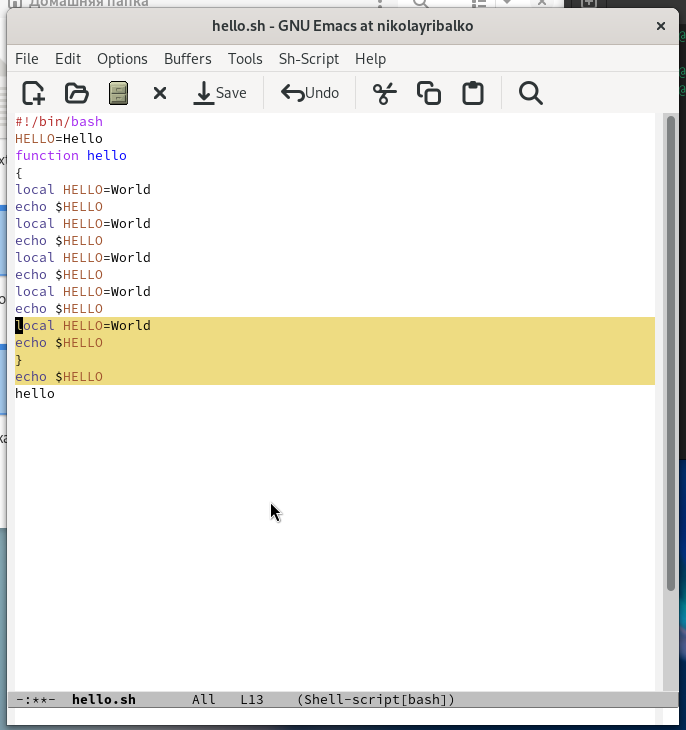 Домашняя папка
hello.sh - GNU Emacs at nikolayribalko
File Edit Options Buffers Tools Sh-Script Help
Save Undo
#!/bin/bash
HELLO=Hello
function hello
{
local HELLO=World
echo $HELLO
local HELLO=World
echo $HELLO
local HELLO=World
echo $HELLO
local HELLO=World
echo $HELLO
local HELLO=World
echo $HELLO
}
echo $HELLO
hello
-:**- hello.sh All L13 (Shell-script[bash])